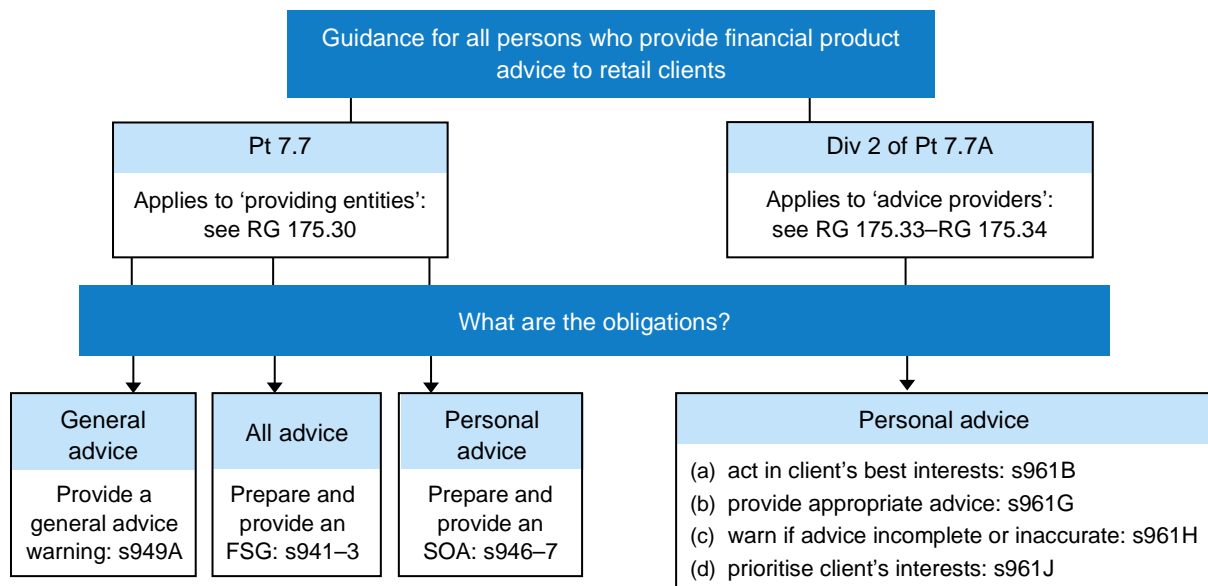 Guidance for all persons who provide financial product
advice to retail clients
Pt 7.7
Applies to ‘providing entities’:
see RG 175.30
Div 2 of Pt 7.7A
Applies to ‘advice providers’:
see RG 175.33–RG 175.34
What are the obligations?
General
advice
Provide a
general advice
warning: s949A
All advice
Prepare and
provide an
FSG: s941–3
Personal
advice
Prepare and
provide an
SOA: s946–7
Personal advice
(a) act in client’s best interests: s961B
(b) provide appropriate advice: s961G
(c) warn if advice incomplete or inaccurate: s961H
(d) prioritise client’s interests: s961J